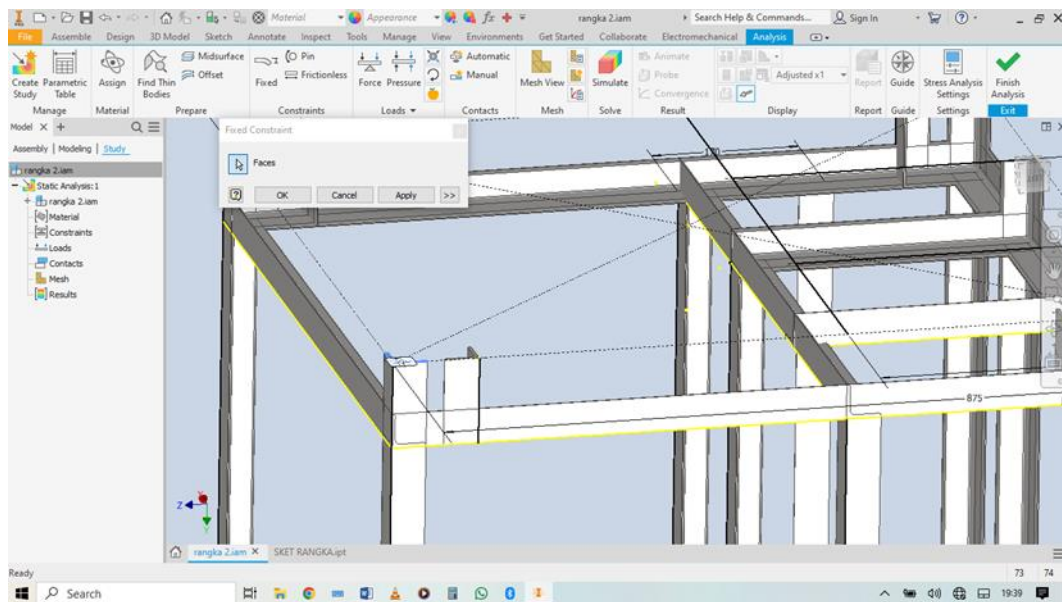 Material
Appearance
fx
rangka 2.iam
Search Help & Commands...
Sign In
File Assemble Design 3D Model Sketch Annotate Inspect Tools Manage View Environments Get Started Collaborate Electromechanical Analysis
Create Study
Parametric Table
Manage
Assign
Material
Find Thin Bodies
Midsurface
Offset
Prepare
Fixed
Pin
Frictionless
Constraints
Force
Pressure
Loads
Automatic
Manual
Contacts
Mesh View
Mesh
Simulate
Solve
Animate
Probe
Convergence
Result
Adjusted x1
Display
Report
Report
Guide
Guide
Stress Analysis Settings
Settings
Finish Analysis
Exit
Model
Assembly | Modeling | Study
rangka 2.iam
Static Analysis:1
rangka 2.iam
Material
Constraints
Loads
Contacts
Mesh
Results
Fixed Constraint
Faces
OK Cancel Apply >>
875
Z
Y
rangka 2.iam
SKET RANGKA.ipt
Ready
73 74
Search
19:39